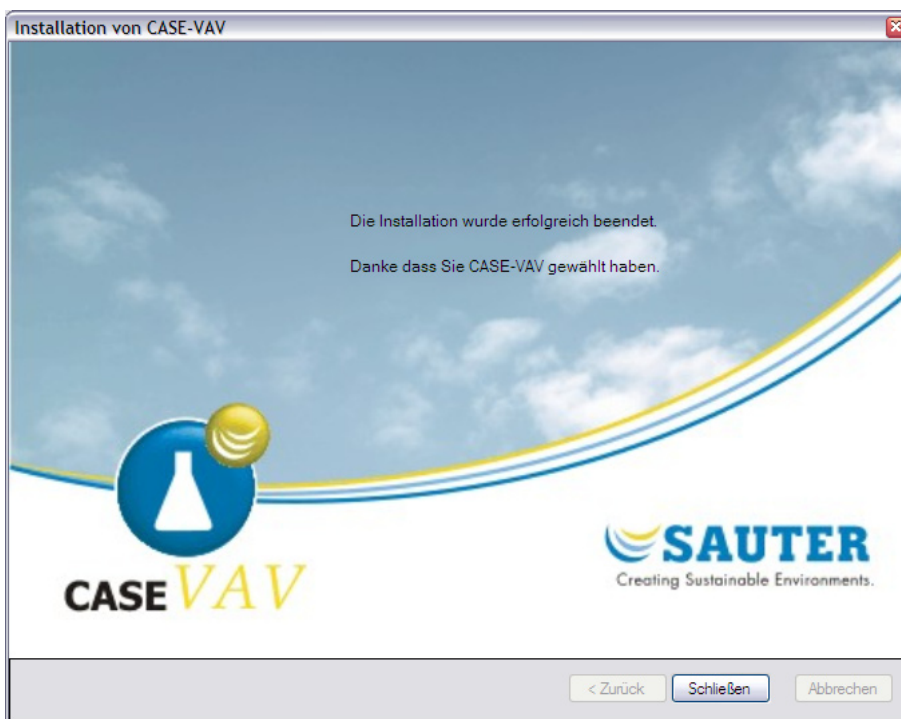 Installation von CASE-VAV
Die Installation wurde erfolgreich beendet.
Danke dass Sie CASE-VAV gewählt haben.
CASE VAV
SAUTER
Creating Sustainable Environments.
< Zurück
Schließen
Abbrechen